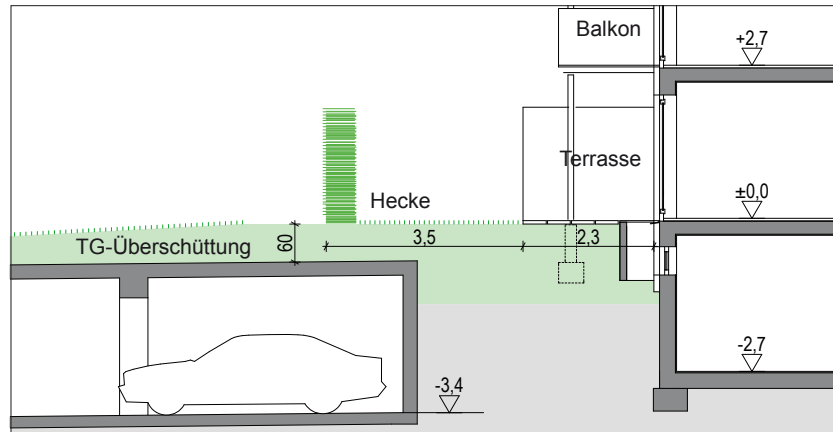 Balkon
+2,7
Terrasse
Hecke
±0,0
TG-Überschüttung
60
3,5
2,3
-2,7
-3,4